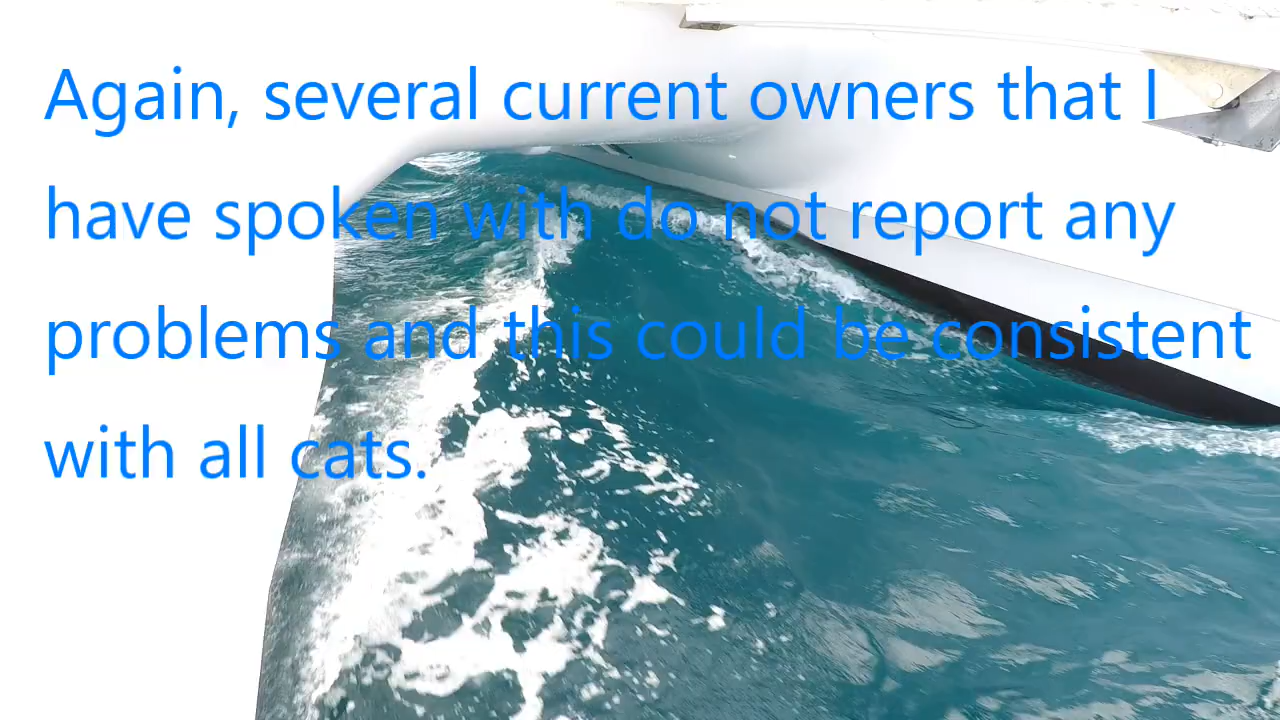 Again, several current owners that I
have spoken with do not report any
problems and this could be consistent
with all cats.